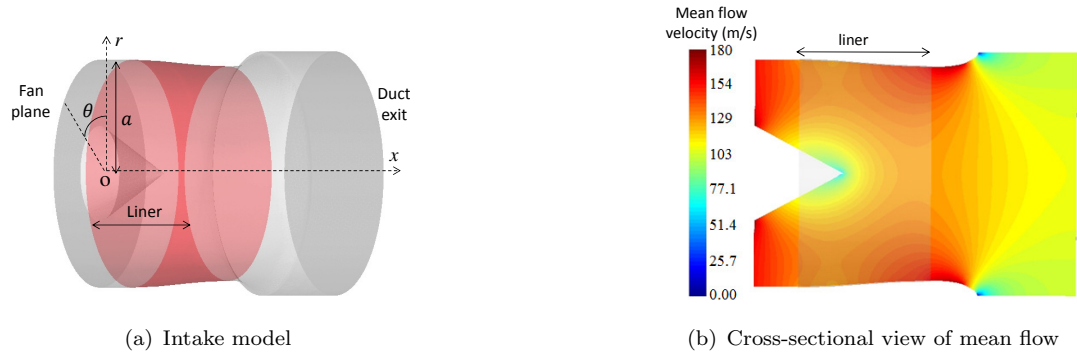 r
Fan
plane
θ
a
Duct
exit
x
o
Liner
(a) Intake model
Mean flow
velocity (m/s)
liner
180
154
129
103
77.1
51.4
25.7
0.00
(b) Cross-sectional view of mean flow